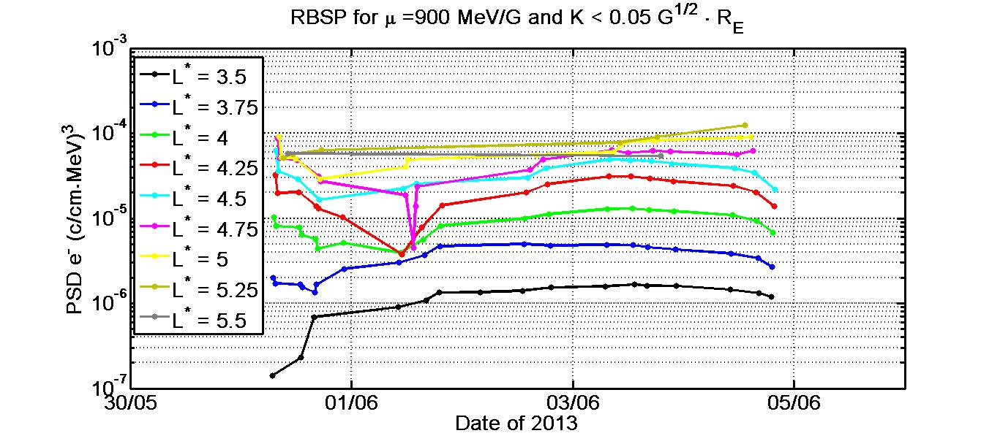 RBSP for μ =900 MeV/G and K < 0.05 G^1/2 · R_E
10^-3
10^-4
10^-5
10^-6
10^-7
PSD e^- (c/cm·MeV)^3
L^* = 3.5
L^* = 3.75
L^* = 4
L^* = 4.25
L^* = 4.5
L^* = 4.75
L^* = 5
L^* = 5.25
L^* = 5.5
30/05 01/06 03/06 05/06
Date of 2013